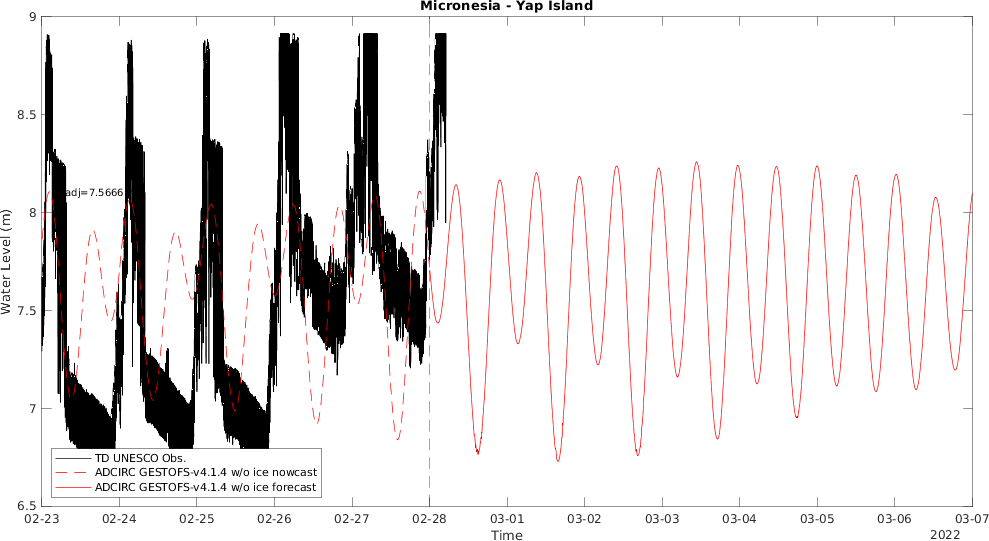 Micronesia - Yap Island
Water Level (m)
9
8.5
8
7.5
7
6.5
adj=7.5666
TD UNESCO Obs.
ADCIRC GESTOFS-v4.1.4 w/o ice nowcast
ADCIRC GESTOFS-v4.1.4 w/o ice forecast
02-23 02-24 02-25 02-26 02-27 02-28 03-01 03-02 03-03 03-04 03-05 03-06 03-07
Time
2022